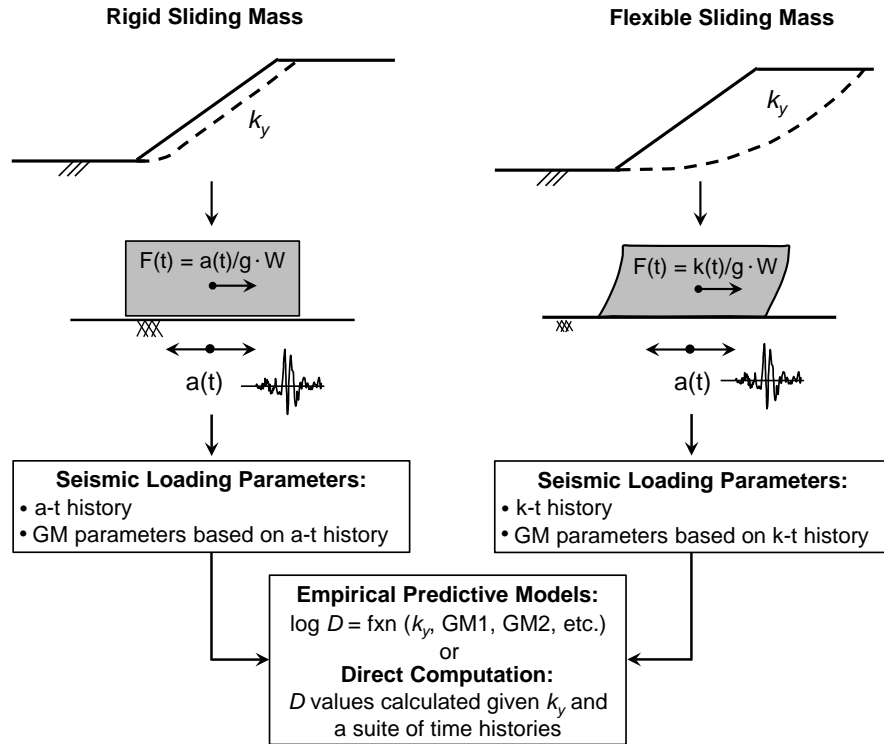 Rigid Sliding Mass
Flexible Sliding Mass
k_y
k_y
F(t) = a(t)/g · W
F(t) = k(t)/g · W
a(t)
a(t)
Seismic Loading Parameters:
• a-t history
• GM parameters based on a-t history
Seismic Loading Parameters:
• k-t history
• GM parameters based on k-t history
Empirical Predictive Models:
log D = fxn (k_y, GM1, GM2, etc.)
or
Direct Computation:
D values calculated given k_y and
a suite of time histories